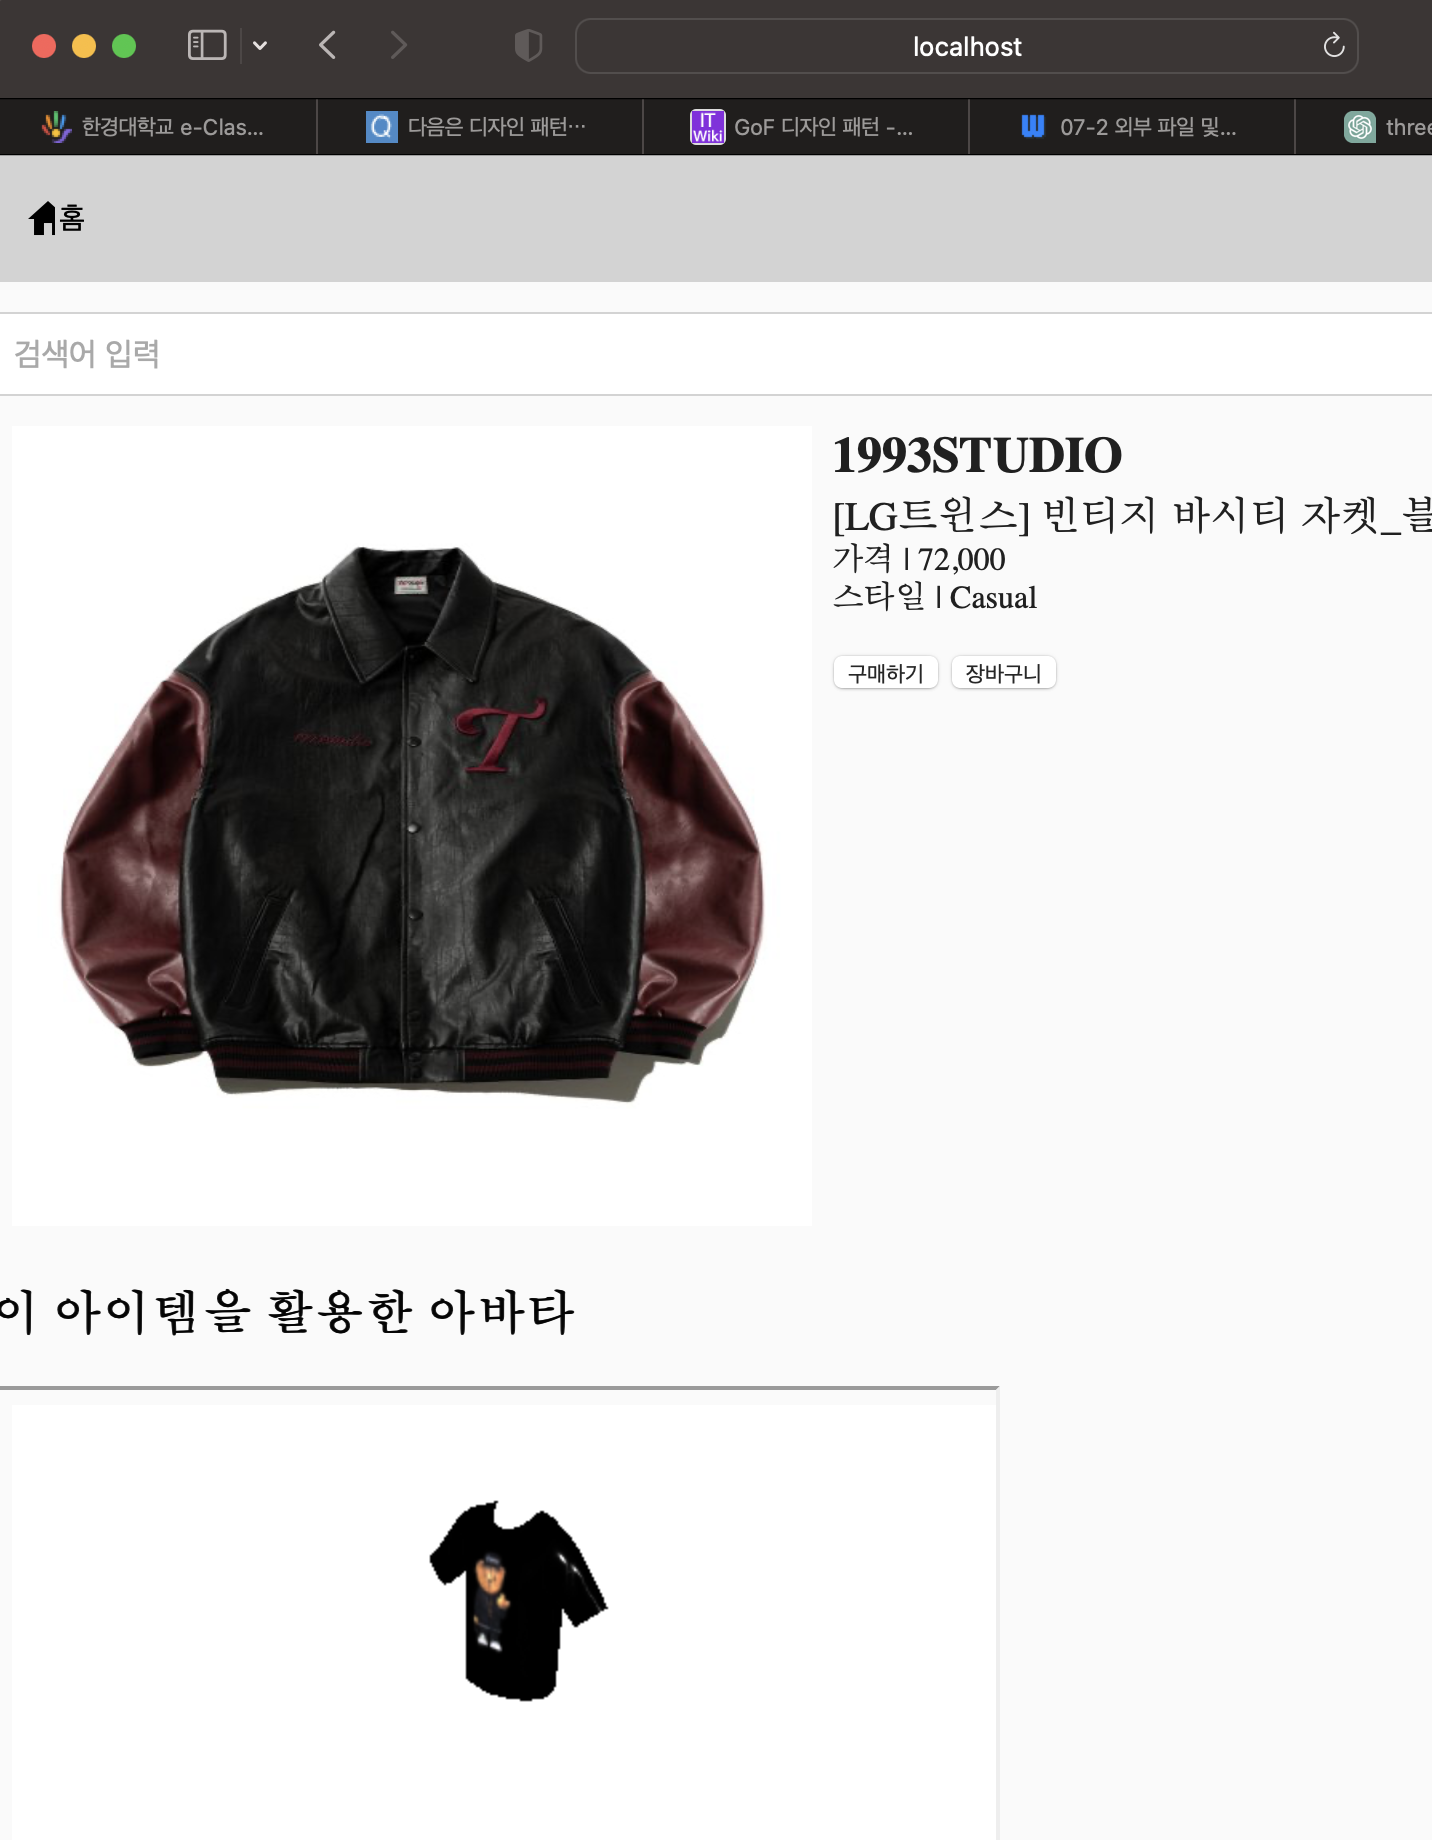 localhost
한경대학교 e-Clas...
다음은 디자인 패턴...
IT Wiki
GoF 디자인 패턴 -...
07-2 외부 파일 및...
three
홈
검색어 입력
1993STUDIO
[LG트윈스] 빈티지 바시티 자켓_블
가격 | 72,000
스타일 | Casual
구매하기
장바구니
T
이 아이템을 활용한 아바타